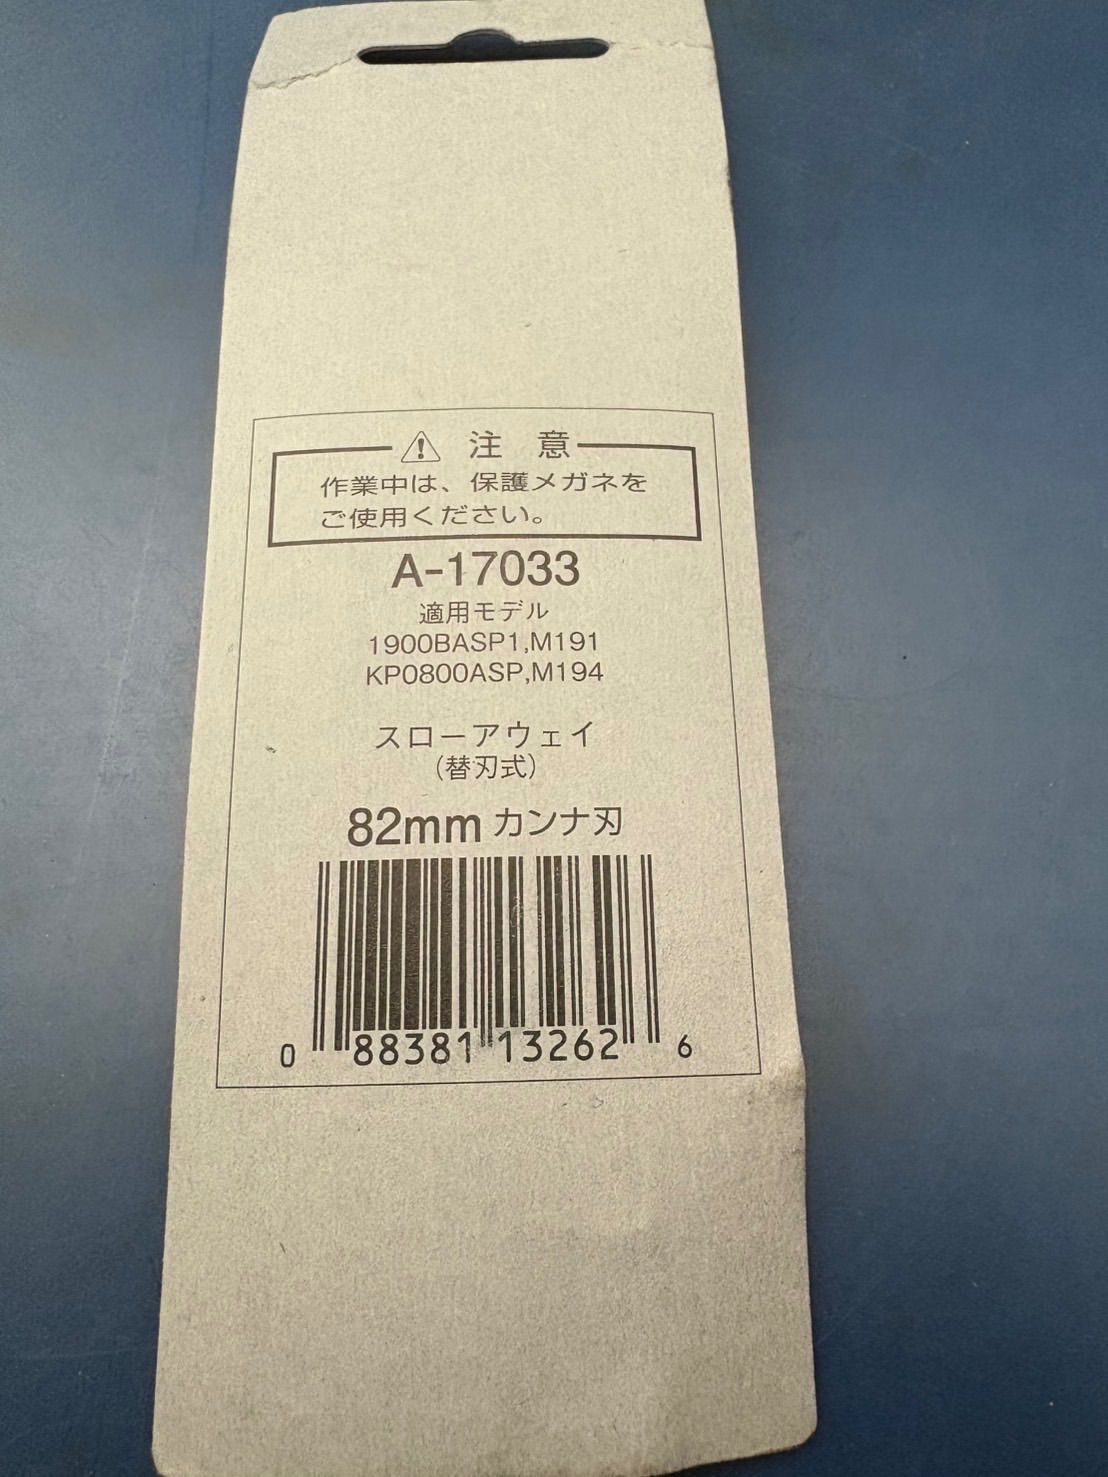 ⚠ 注 意
作業中は、保護メガネを
ご使用ください。
A-17033
適用モデル
1900BASP1,M191
KP0800ASP,M194
スローアウェイ
(替刃式)
82mm カンナ刃
0 88381 13262 6